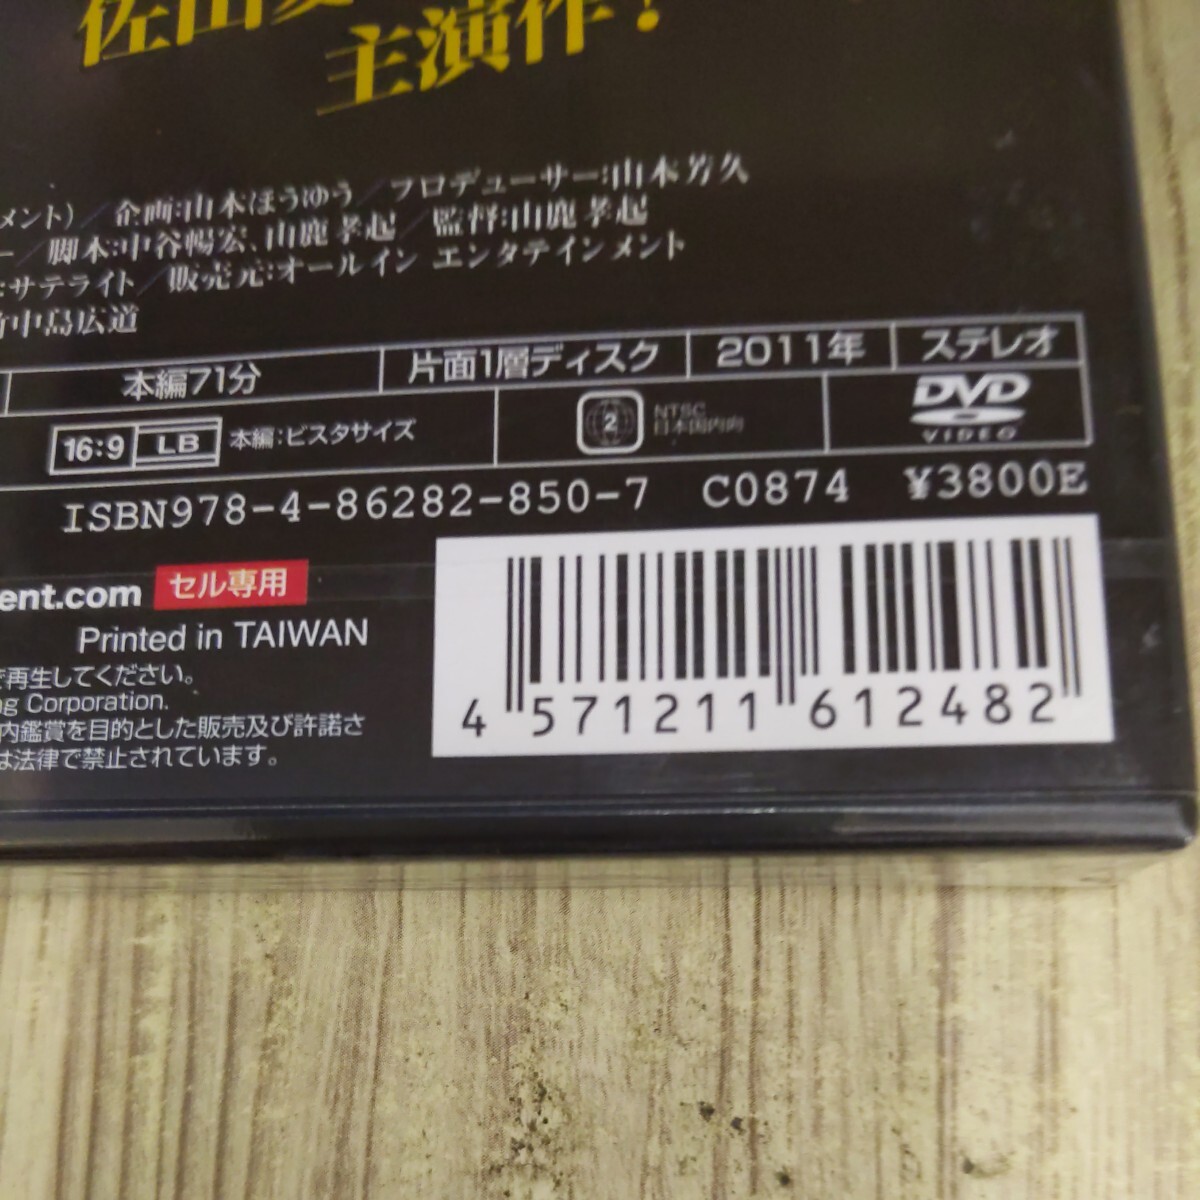 佐山
主演作!
メント)／企画:山本ほうゆう／プロデューサー:山本芳久
ー／脚本:中谷暢宏、山鹿孝起／監督:山鹿孝起
:サテライト／販売元:オールイン エンタテインメント
中島広道
本編71分 片面1層ディスク 2011年 ステレオ
16:9 LB 本編:ビスタサイズ 2 NTSC 日本国内向 DVD VIDEO
ISBN978-4-86282-850-7 C0874 ¥3800E
ent.com セル専用
Printed in TAIWAN
で再生してください。
ng Corporation.
内鑑賞を目的とした販売及び許諾さ
は法律で禁止されています。
4 571211 612482